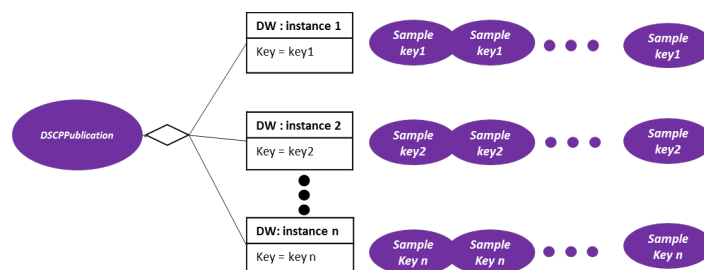 DW : instance 1
Key = key1
Sample
key1
Sample
key1
Sample
key1
DSCPPublication
DW : instance 2
Key = key2
Sample
key2
Sample
key2
Sample
key2
DW: instance n
Key = key n
Sample
Key n
Sample
Key n
Sample
Key n